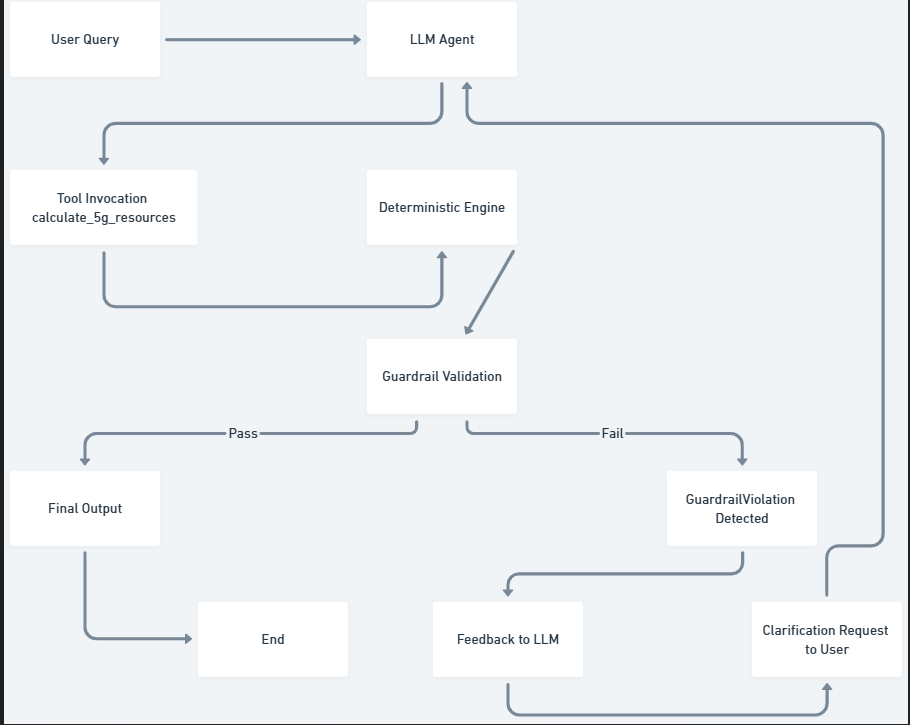 User Query
LLM Agent
Tool Invocation
calculate_5g_resources
Deterministic Engine
Guardrail Validation
Pass
Fail
Final Output
GuardrailViolation
Detected
End
Feedback to LLM
Clarification Request
to User